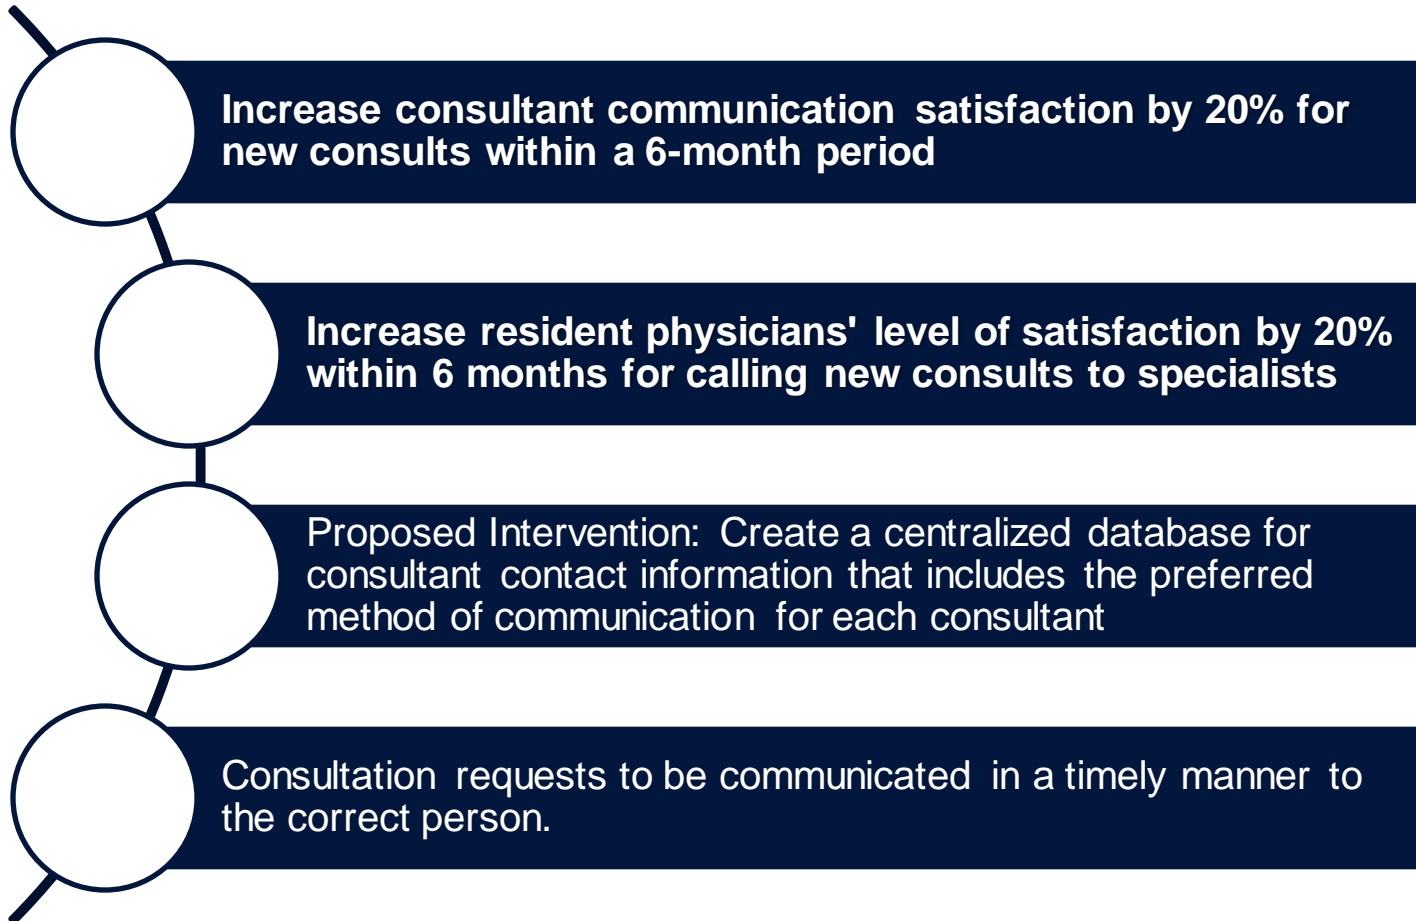 Increase consultant communication satisfaction by 20% for
new consults within a 6-month period
Increase resident physicians' level of satisfaction by 20%
within 6 months for calling new consults to specialists
Proposed Intervention: Create a centralized database for
consultant contact information that includes the preferred
method of communication for each consultant
Consultation requests to be communicated in a timely manner to
the correct person.